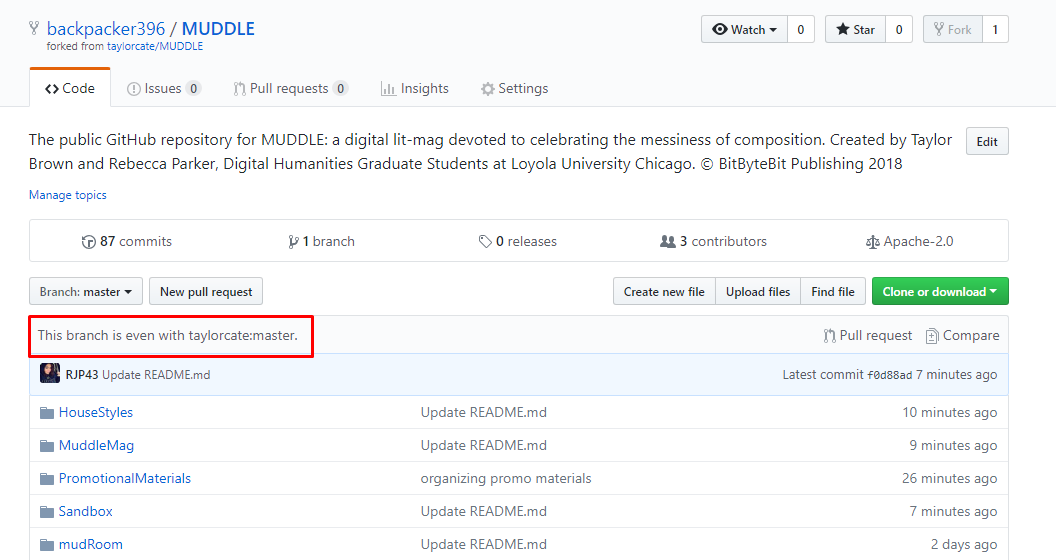 backpacker396 / MUDDLE
forked from taylorcate/MUDDLE
Watch 0 Star 0 Fork 1
Code Issues 0 Pull requests 0 Insights Settings
The public GitHub repository for MUDDLE: a digital lit-mag devoted to celebrating the messiness of composition. Created by Taylor
Brown and Rebecca Parker, Digital Humanities Graduate Students at Loyola University Chicago. © BitByteBit Publishing 2018
Edit
Manage topics
87 commits 1 branch 0 releases 3 contributors Apache-2.0
Branch: master New pull request Create new file Upload files Find file Clone or download
This branch is even with taylorcate:master. Pull request Compare
RJP43 Update README.md Latest commit f0d88ad 7 minutes ago
HouseStyles Update README.md 10 minutes ago
MuddleMag Update README.md 9 minutes ago
PromotionalMaterials organizing promo materials 26 minutes ago
Sandbox Update README.md 7 minutes ago
mudRoom Update README.md 2 days ago